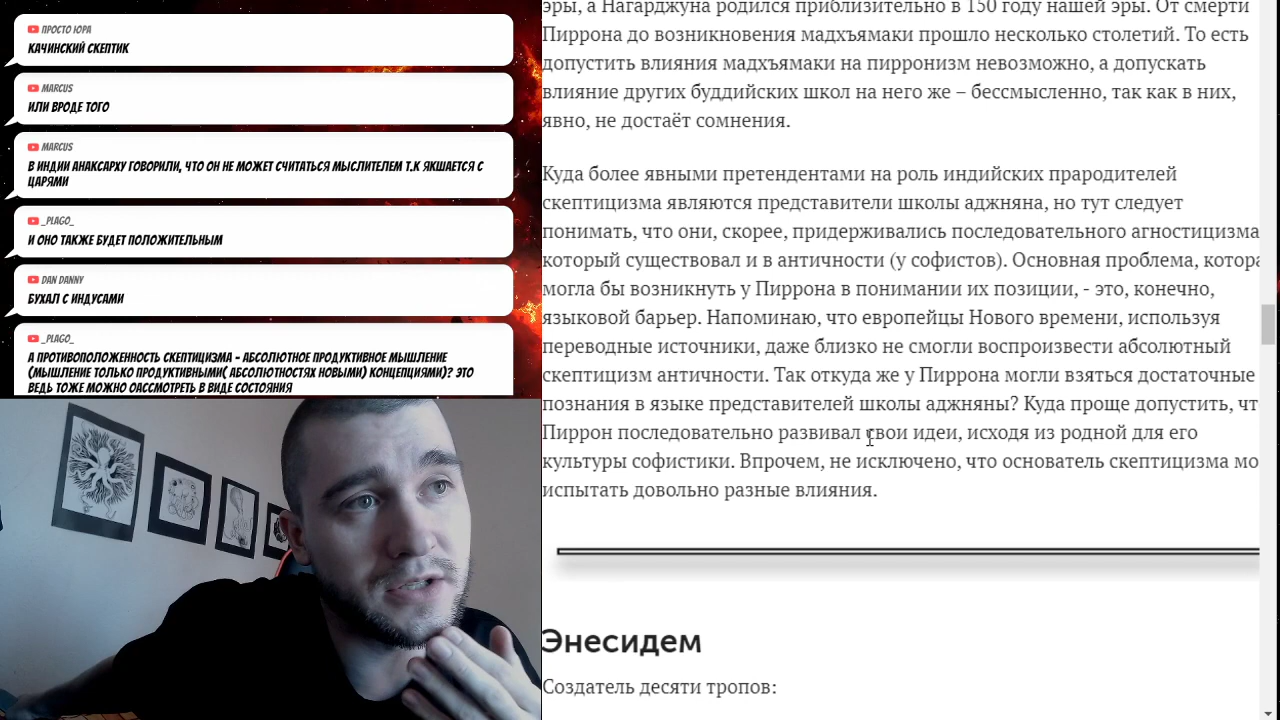 ПРОСТО ЮРА
КАЧИНСКИЙ СКЕПТИК
MARCUS
ИЛИ ВРОДЕ ТОГО
MARCUS
В ИНДИИ АНАКСАРХУ ГОВОРИЛИ, ЧТО ОН НЕ МОЖЕТ СЧИТАТЬСЯ МЫСЛИТЕЛЕМ Т.К ЯКШАЕТСЯ С
ЦАРЯМИ
_PLAGO_
И ОНО ТАКЖЕ БУДЕТ ПОЛОЖИТЕЛЬНЫМ
DAN DANNY
БУХАЛ С ИНДУСАМИ
_PLAGO_
А ПРОТИВОПОЛОЖЕННОСТЬ СКЕПТИЦИЗМА - АБСОЛЮТНОЕ ПРОДУКТИВНОЕ МЫШЛЕНИЕ
(МЫШЛЕНИЕ ТОЛЬКО ПРОДУКТИВНЫМИ( АБСОЛЮТНОСТЯХ НОВЫМИ) КОНЦЕПЦИЯМИ)? ЭТО
ВЕДЬ ТОЖЕ МОЖНО ОАССМОТРЕТЬ В ВИДЕ СОСТОЯНИЯ
эры, а Нагарджуна родился приблизительно в 150 году нашей эры. От смерти
Пиррона до возникновения мадхъямаки прошло несколько столетий. То есть
допустить влияния мадхъямаки на пирронизм невозможно, а допускать
влияние других буддийских школ на него же – бессмысленно, так как в них,
явно, не достаёт сомнения.
Куда более явными претендентами на роль индийских прародителей
скептицизма являются представители школы аджняна, но тут следует
понимать, что они, скорее, придерживались последовательного агностицизма
который существовал и в античности (у софистов). Основная проблема, котора
могла бы возникнуть у Пиррона в понимании их позиции, - это, конечно,
языковой барьер. Напоминаю, что европейцы Нового времени, используя
переводные источники, даже близко не смогли воспроизвести абсолютный
скептицизм античности. Так откуда же у Пиррона могли взяться достаточные
познания в языке представителей школы аджняны? Куда проще допустить, чт
Пиррон последовательно развивал свои идеи, исходя из родной для его
культуры софистики. Впрочем, не исключено, что основатель скептицизма мо
испытать довольно разные влияния.
Энесидем
Создатель десяти тропов: